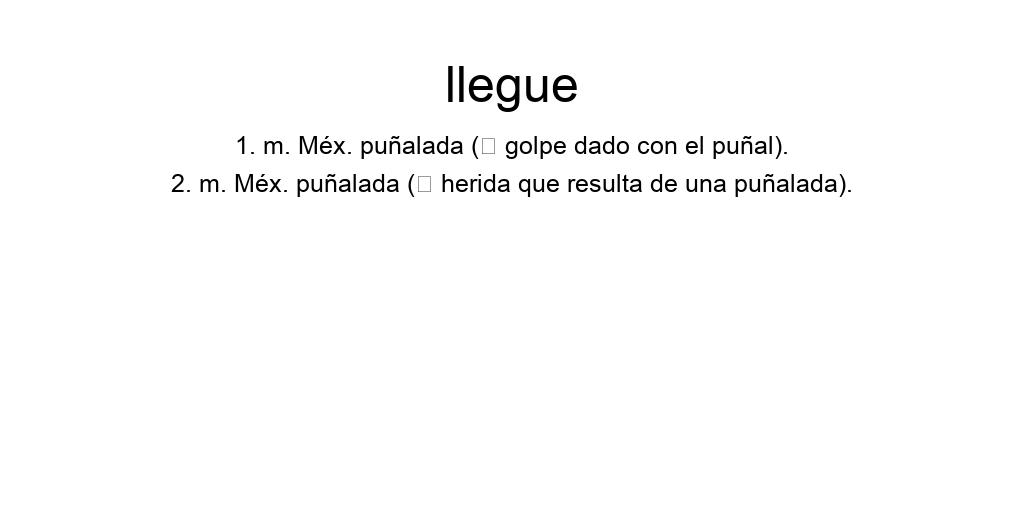 llegue
1. m. Méx. puñalada (□ golpe dado con el puñal).
2. m. Méx. puñalada (□ herida que resulta de una puñalada).